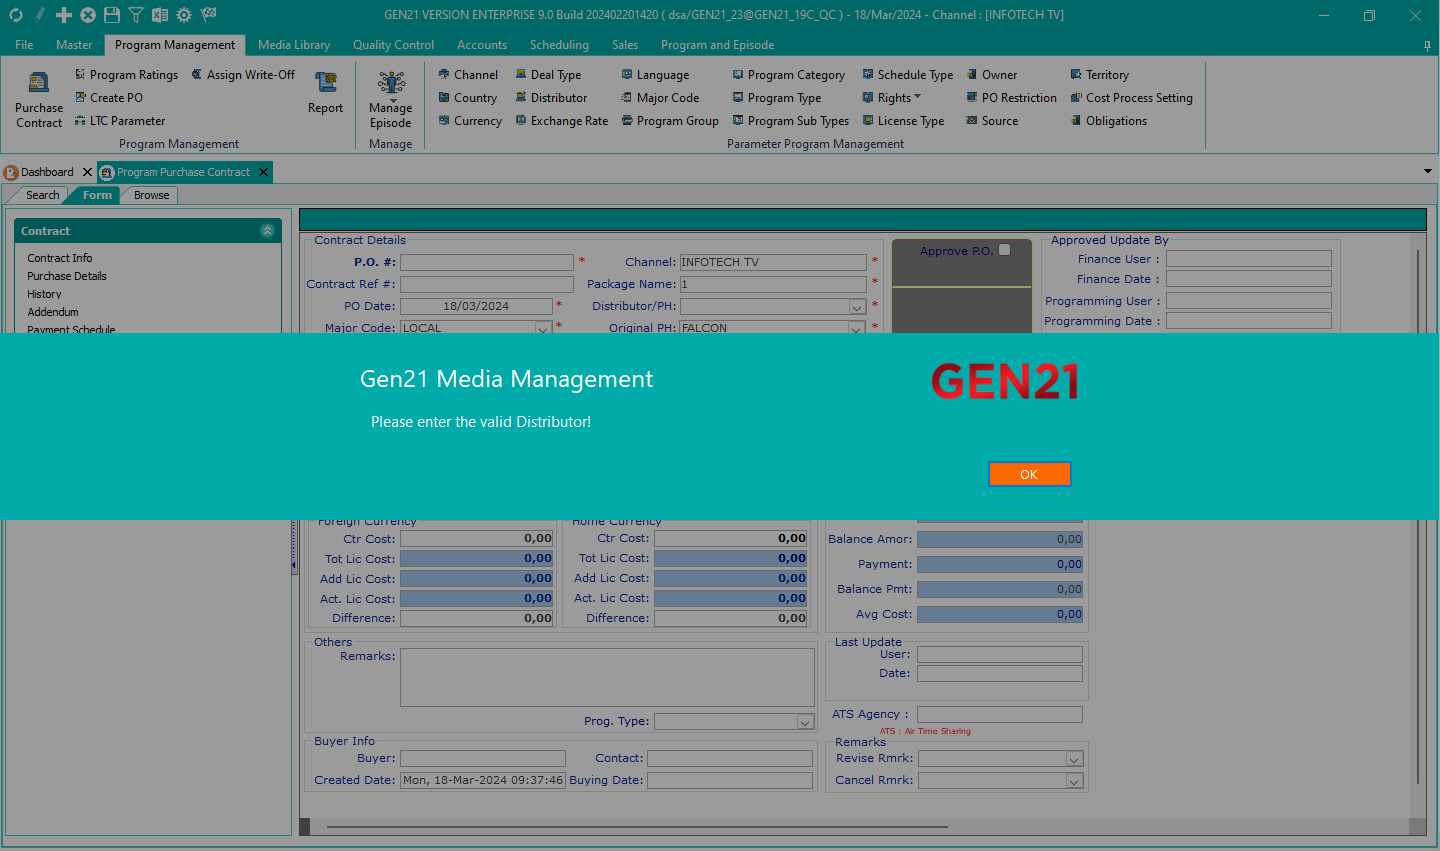 GEN21 VERSION ENTERPRISE 9.0 Build 202402201420 ( dsa/GEN21_23@GEN21_19C_QC ) - 18/Mar/2024 - Channel : [INFOTECH TV]
File Master Program Management Media Library Quality Control Accounts Scheduling Sales Program and Episode
Program Ratings Assign Write-Off Channel Deal Type Language Program Category Schedule Type Owner Territory
Create PO Country Distributor Major Code Program Type Rights PO Restriction Cost Process Setting
LTC Parameter Currency Exchange Rate Program Group Program Sub Types License Type Source Obligations
Purchase Contract
Report
Manage Episode
Program Management Manage Parameter Program Management
Dashboard Program Purchase Contract
Search Form Browse
Contract
Contract Info
Purchase Details
History
Addendum
Payment Schedule
Contract Details
P.O. #: * Channel: INFOTECH TV *
Contract Ref #: Package Name: 1 *
PO Date: 18/03/2024 * Distributor/PH: *
Major Code: LOCAL * Original PH: FALCON *
Approve P.O.
Approved Update By
Finance User :
Finance Date :
Programming User :
Programming Date :
Gen21 Media Management
GEN21
Please enter the valid Distributor!
OK
Foreign Currency Home Currency
Ctr Cost: 0,00 Ctr Cost: 0,00
Tot Lic Cost: 0,00 Tot Lic Cost: 0,00
Add Lic Cost: 0,00 Add Lic Cost: 0,00
Act. Lic Cost: 0,00 Act. Lic Cost: 0,00
Difference: 0,00 Difference: 0,00
Balance Amor: 0,00
Payment: 0,00
Balance Pmt: 0,00
Avg Cost: 0,00
Others
Remarks:
Prog. Type:
Last Update
User:
Date:
ATS Agency :
ATS : Air Time Sharing
Buyer Info
Buyer: Contact:
Created Date: Mon, 18-Mar-2024 09:37:46 Buying Date:
Remarks
Revise Rmrk:
Cancel Rmrk: